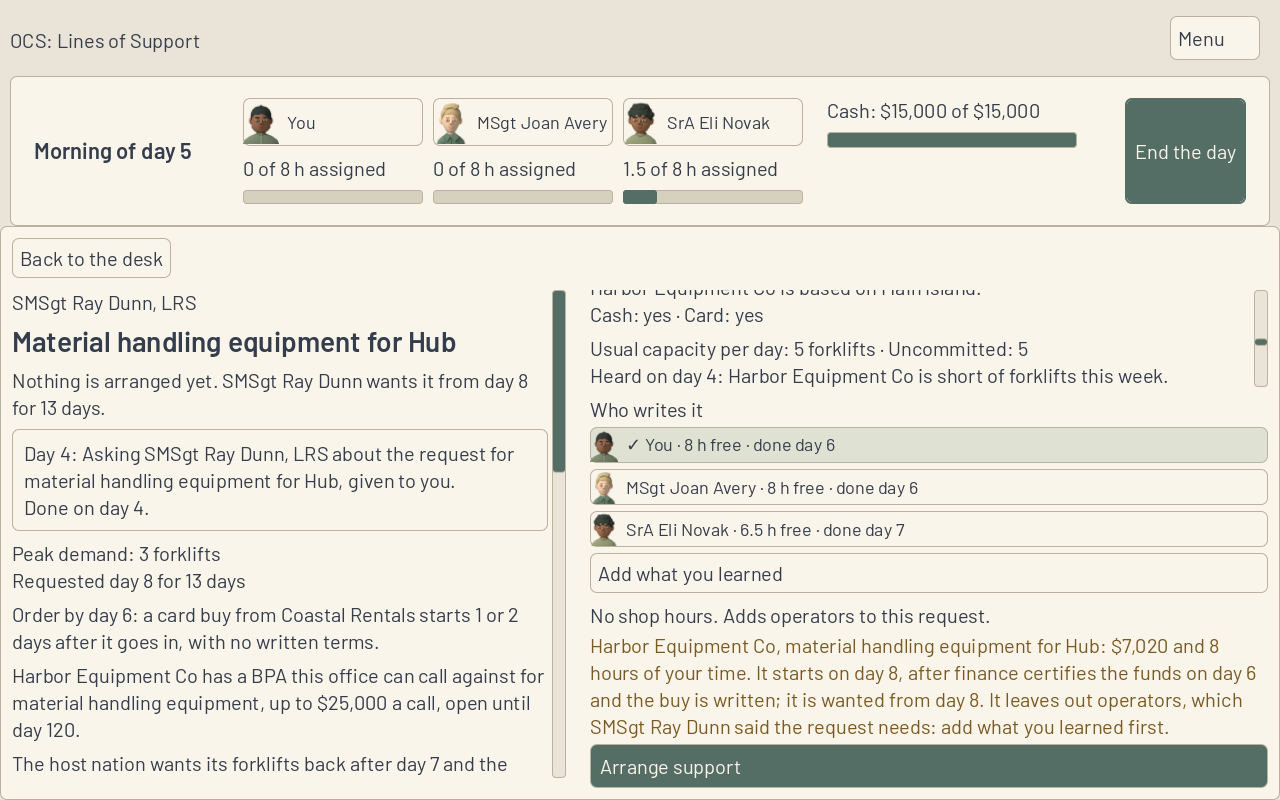 OCS: Lines of Support
Menu
Morning of day 5
You
0 of 8 h assigned
MSgt Joan Avery
0 of 8 h assigned
SrA Eli Novak
1.5 of 8 h assigned
Cash: $15,000 of $15,000
End the day
Back to the desk
SMSgt Ray Dunn, LRS
Material handling equipment for Hub
Nothing is arranged yet. SMSgt Ray Dunn wants it from day 8
for 13 days.
Day 4: Asking SMSgt Ray Dunn, LRS about the request for
material handling equipment for Hub, given to you.
Done on day 4.
Peak demand: 3 forklifts
Requested day 8 for 13 days
Order by day 6: a card buy from Coastal Rentals starts 1 or 2
days after it goes in, with no written terms.
Harbor Equipment Co has a BPA this office can call against for
material handling equipment, up to $25,000 a call, open until
day 120.
The host nation wants its forklifts back after day 7 and the
Harbor Equipment Co is based on Main Island.
Cash: yes · Card: yes
Usual capacity per day: 5 forklifts · Uncommitted: 5
Heard on day 4: Harbor Equipment Co is short of forklifts this week.
Who writes it
✓ You · 8 h free · done day 6
MSgt Joan Avery · 8 h free · done day 6
SrA Eli Novak · 6.5 h free · done day 7
Add what you learned
No shop hours. Adds operators to this request.
Harbor Equipment Co, material handling equipment for Hub: $7,020 and 8
hours of your time. It starts on day 8, after finance certifies the funds on day 6
and the buy is written; it is wanted from day 8. It leaves out operators, which
SMSgt Ray Dunn said the request needs: add what you learned first.
Arrange support